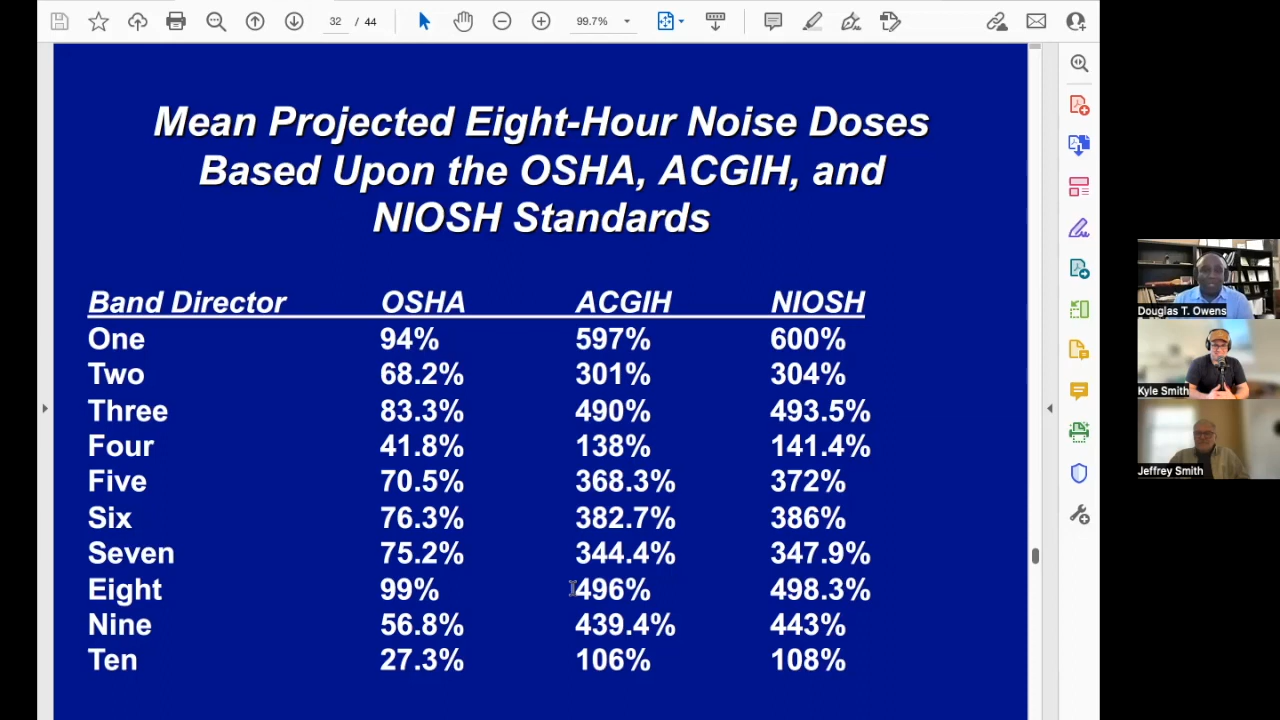 32 / 44
99.7%
Mean Projected Eight-Hour Noise Doses
Based Upon the OSHA, ACGIH, and
NIOSH Standards
Band Director OSHA ACGIH NIOSH
One 94% 597% 600%
Two 68.2% 301% 304%
Three 83.3% 490% 493.5%
Four 41.8% 138% 141.4%
Five 70.5% 368.3% 372%
Six 76.3% 382.7% 386%
Seven 75.2% 344.4% 347.9%
Eight 99% 496% 498.3%
Nine 56.8% 439.4% 443%
Ten 27.3% 106% 108%
Douglas T. Owens
Kyle Smith
Jeffrey Smith